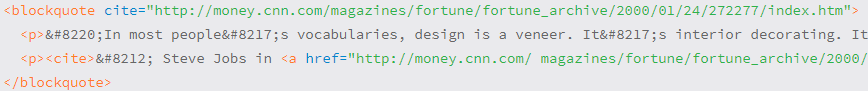 <blockquote cite="http://money.cnn.com/magazines/fortune/fortune_archive/2000/01/24/272277/index.htm">
<p>&#8220;In most people&#8217;s vocabularies, design is a veneer. It&#8217;s interior decorating. It
<p><cite>&#8212; Steve Jobs in <a href="http://money.cnn.com/ magazines/fortune/fortune_archive/2000/
</blockquote>